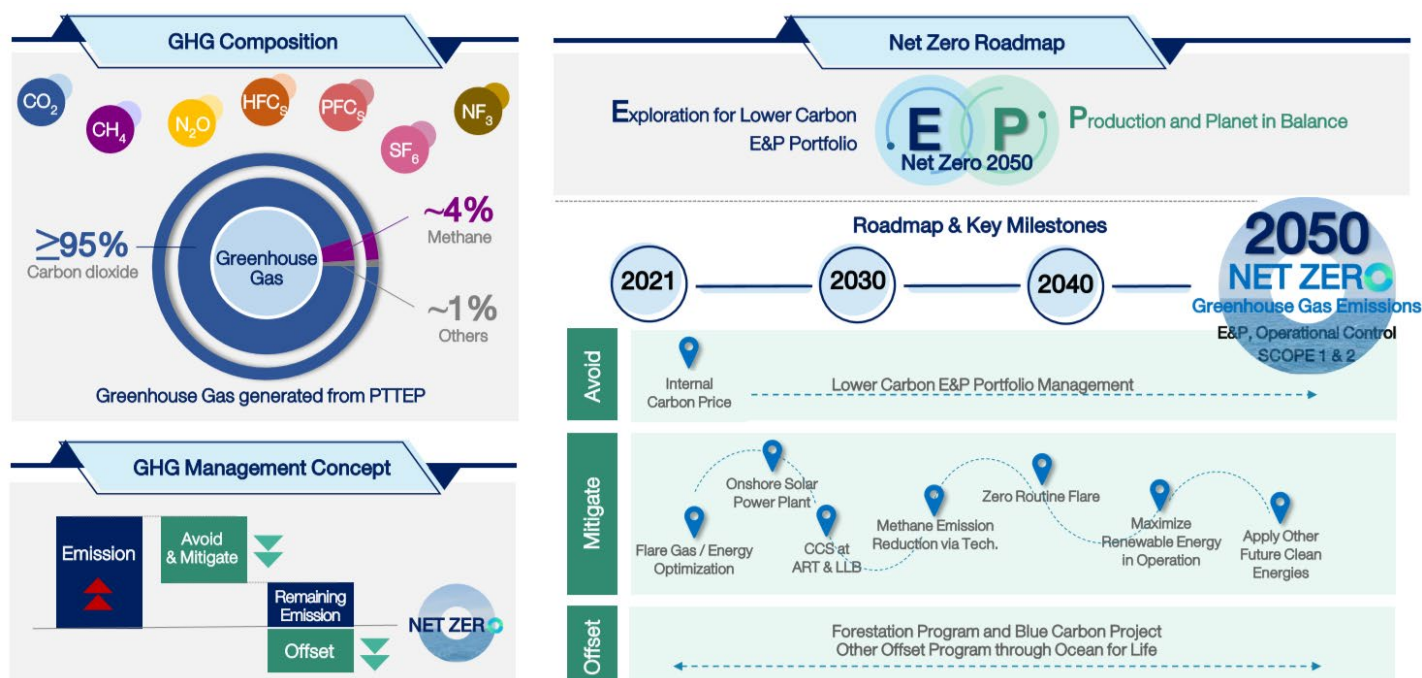 GHG Composition
CO2
CH4
N2O
HFCs
PFCs
SF6
NF3
≥95%
Carbon dioxide
Greenhouse
Gas
~4%
Methane
~1%
Others
Greenhouse Gas generated from PTTEP
GHG Management Concept
Emission
Avoid
& Mitigate
Remaining
Emission
Offset
NET ZERO
Net Zero Roadmap
Exploration for Lower Carbon
E&P Portfolio
E P
Net Zero 2050
Production and Planet in Balance
Roadmap & Key Milestones
2021
2030
2040
2050
NET ZERO
Greenhouse Gas Emissions
E&P, Operational Control
SCOPE 1 & 2
Avoid
Internal
Carbon Price
Lower Carbon E&P Portfolio Management
Mitigate
Flare Gas / Energy
Optimization
Onshore Solar
Power Plant
CCS at
ART & LLB
Methane Emission
Reduction via Tech.
Zero Routine Flare
Maximize
Renewable Energy
in Operation
Apply Other
Future Clean
Energies
Offset
Forestation Program and Blue Carbon Project
Other Offset Program through Ocean for Life